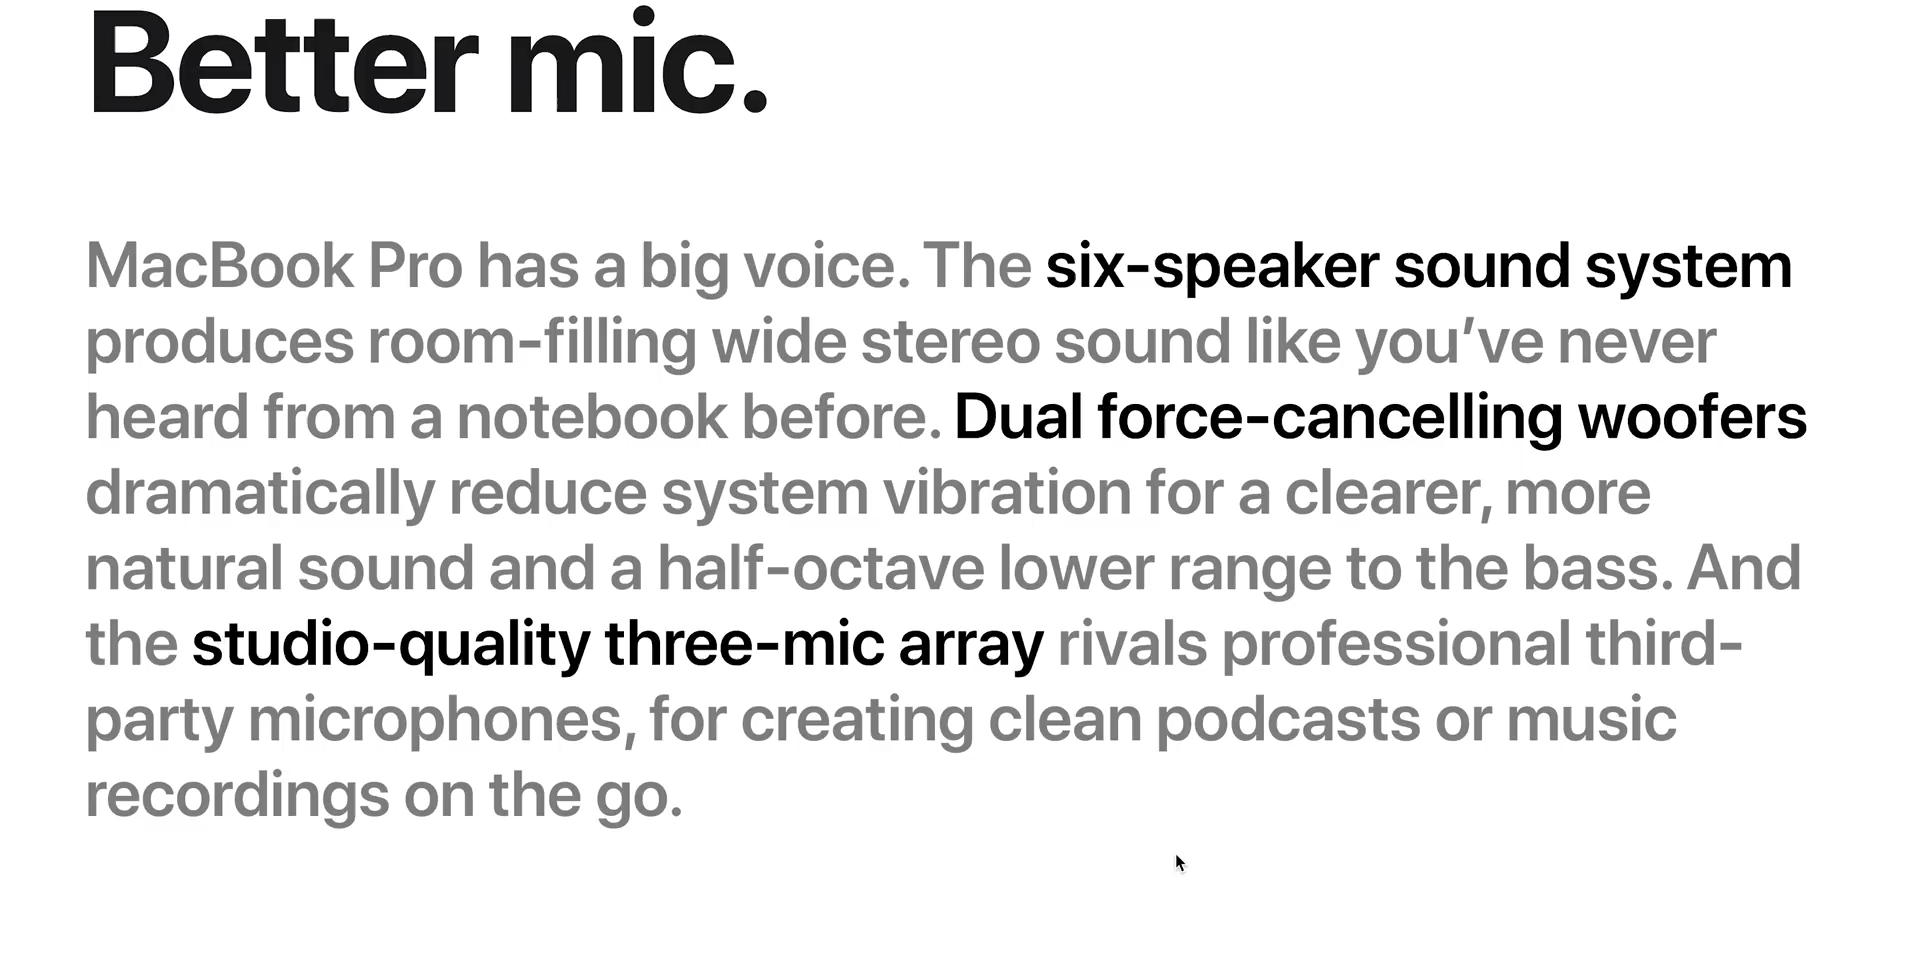 Better mic.
MacBook Pro has a big voice. The six-speaker sound system
produces room-filling wide stereo sound like you’ve never
heard from a notebook before. Dual force-cancelling woofers
dramatically reduce system vibration for a clearer, more
natural sound and a half-octave lower range to the bass. And
the studio-quality three-mic array rivals professional third-
party microphones, for creating clean podcasts or music
recordings on the go.